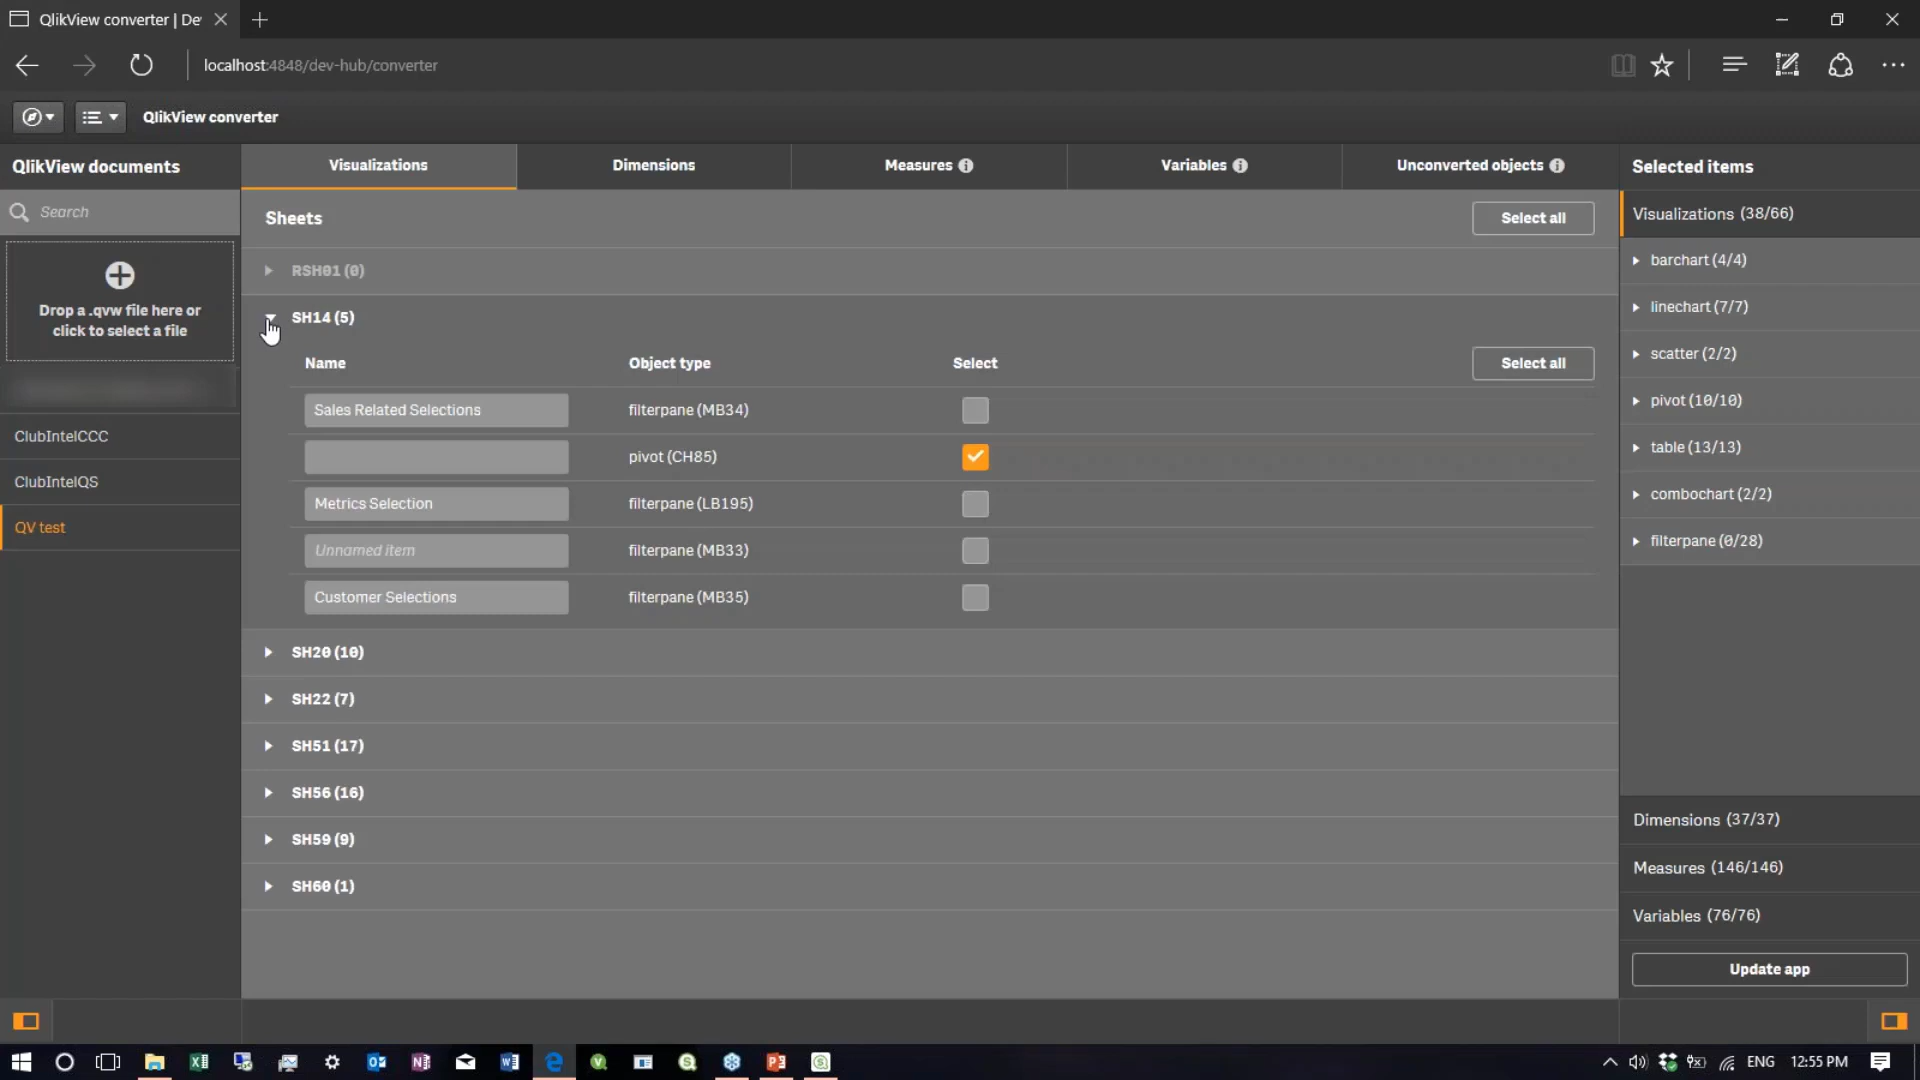 QlikView converter | De
localhost:4848/dev-hub/converter
QlikView converter
QlikView documents
Search
Drop a .qvw file here or
click to select a file
ClubIntelCCC
ClubIntelQS
QV test
Visualizations
Dimensions
Measures
Variables
Unconverted objects
Sheets
Select all
RSH01 (0)
SH14 (5)
Name
Object type
Select
Select all
Sales Related Selections
filterpane (MB34)
pivot (CH85)
Metrics Selection
filterpane (LB195)
Unnamed item
filterpane (MB33)
Customer Selections
filterpane (MB35)
SH20 (10)
SH22 (7)
SH51 (17)
SH56 (16)
SH59 (9)
SH60 (1)
Selected items
Visualizations (38/66)
barchart (4/4)
linechart (7/7)
scatter (2/2)
pivot (10/10)
table (13/13)
combochart (2/2)
filterpane (0/28)
Dimensions (37/37)
Measures (146/146)
Variables (76/76)
Update app
ENG
12:55 PM